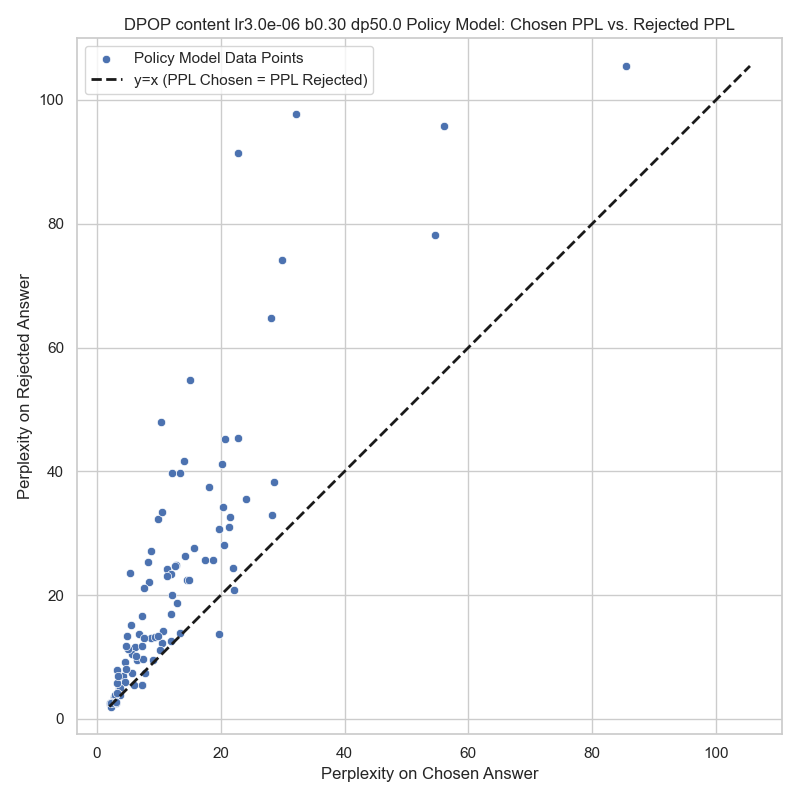 DPOP content lr3.0e-06 b0.30 dp50.0 Policy Model: Chosen PPL vs. Rejected PPL
Policy Model Data Points
y=x (PPL Chosen = PPL Rejected)
100
80
60
40
20
0
Perplexity on Rejected Answer
0 20 40 60 80 100
Perplexity on Chosen Answer